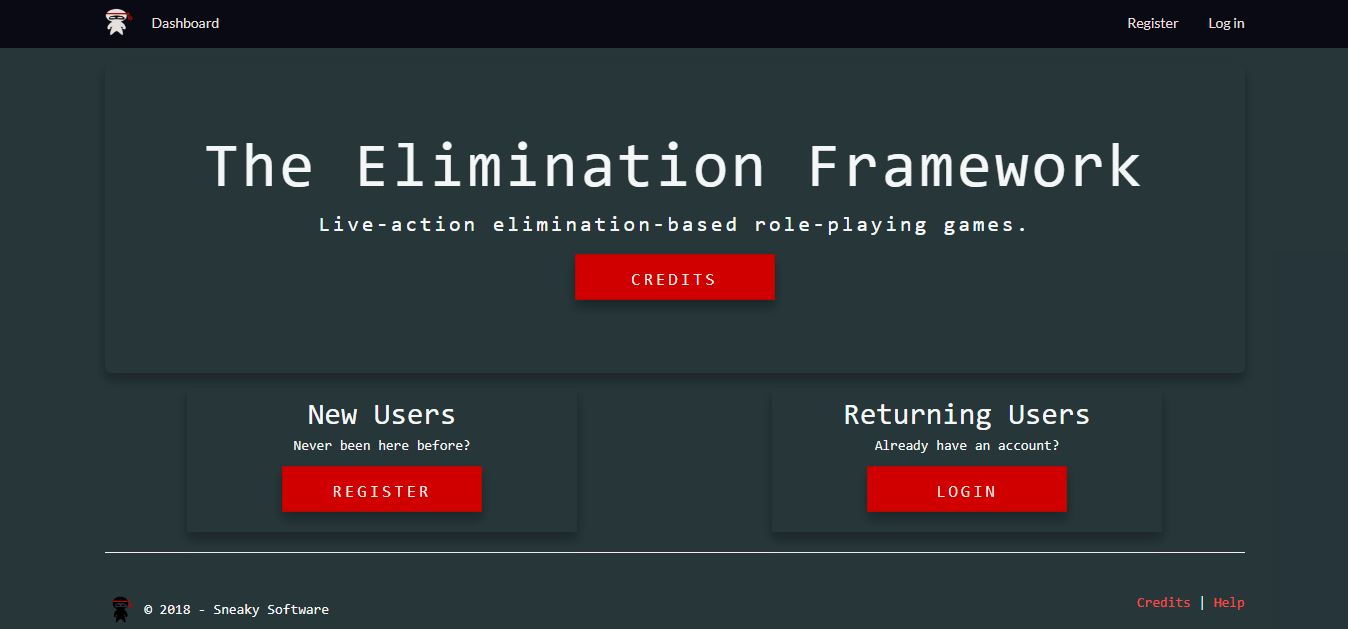 Dashboard
Register
Log in
The Elimination Framework
Live-action elimination-based role-playing games.
CREDITS
New Users
Never been here before?
REGISTER
Returning Users
Already have an account?
LOGIN
© 2018 - Sneaky Software
Credits | Help